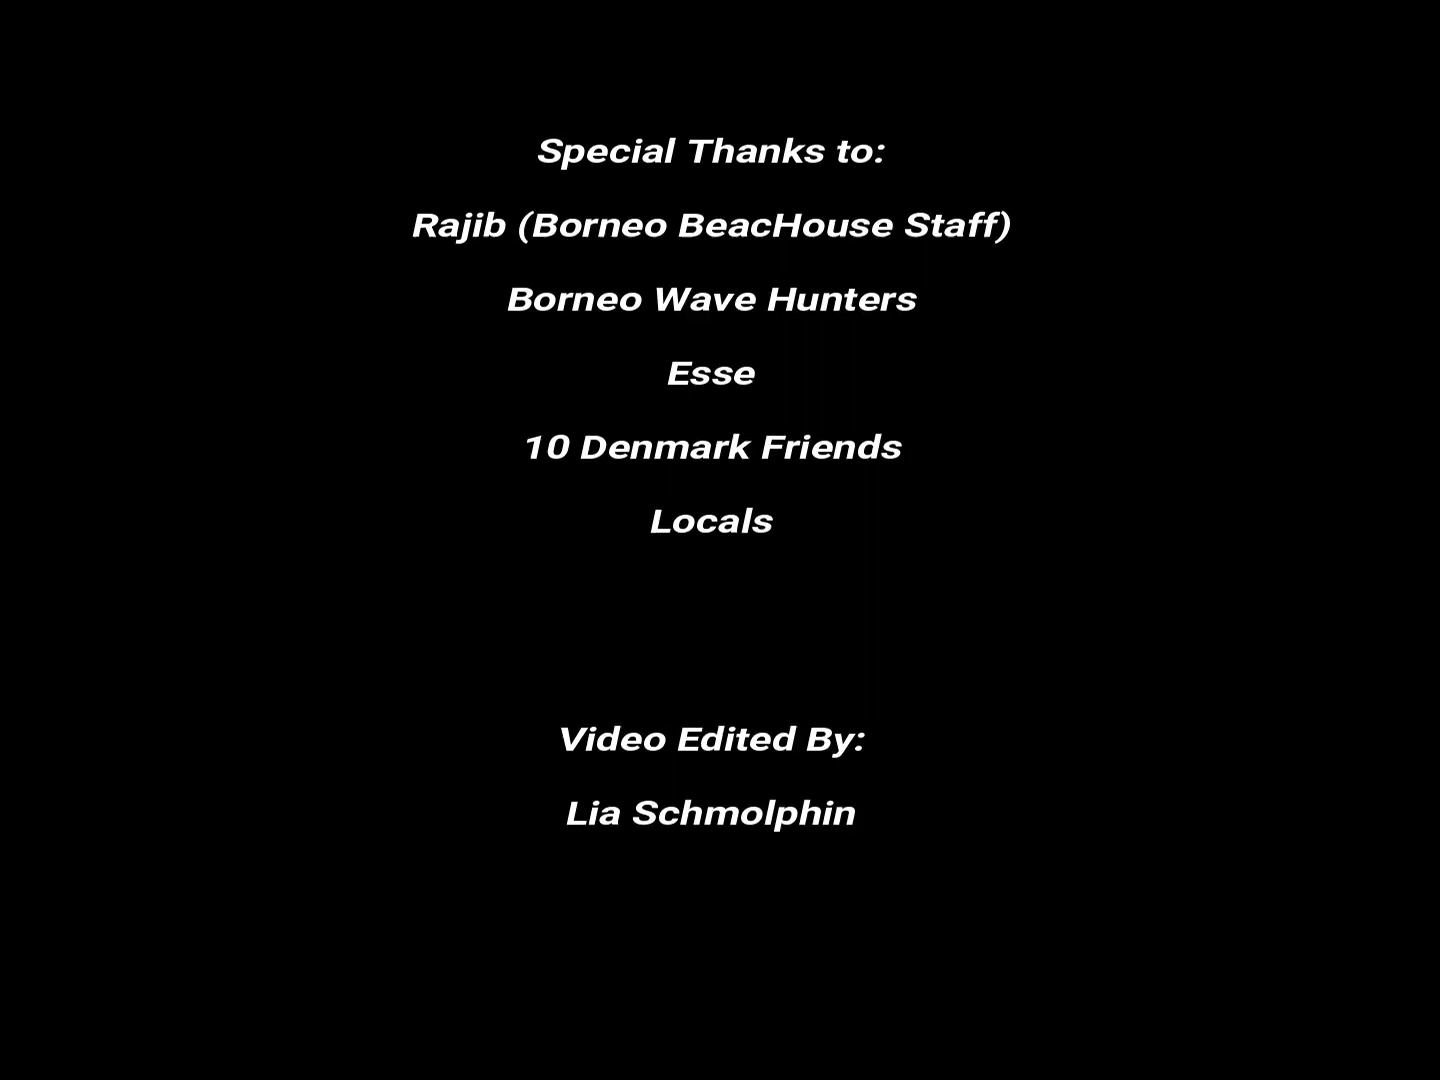 Special Thanks to:
Rajib (Borneo BeacHouse Staff)
Borneo Wave Hunters
Esse
10 Denmark Friends
Locals
Video Edited By:
Lia Schmolphin